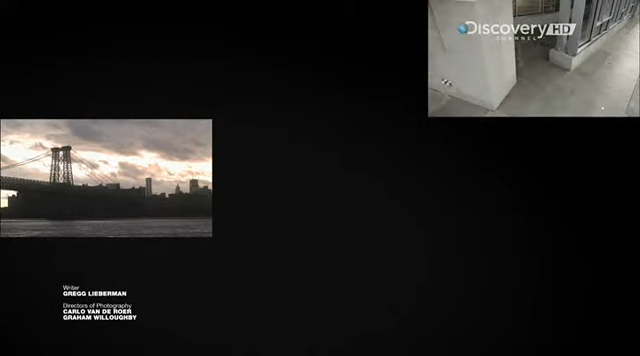 Discovery HD
CHANNEL
Writer
GREGG LIEBERMAN
Directors of Photography
CARLO VAN DE ROER
GRAHAM WILLOUGHBY